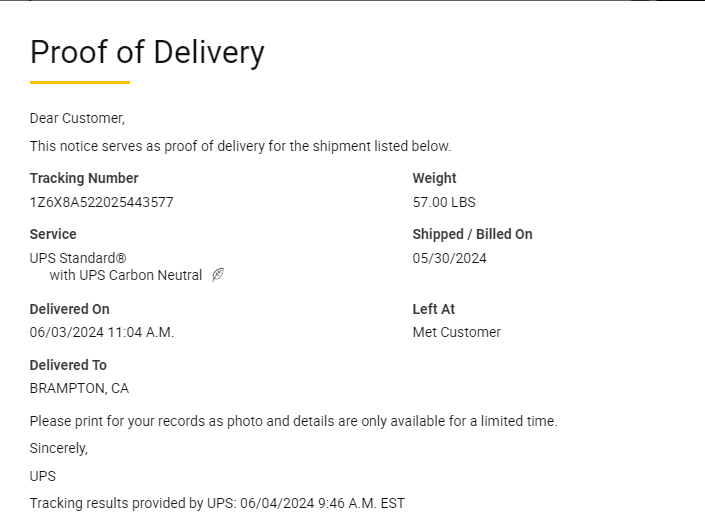 Proof of Delivery
Dear Customer,
This notice serves as proof of delivery for the shipment listed below.
Tracking Number
Weight
1Z6X8A522025443577
57.00 LBS
Service
Shipped / Billed On
UPS Standard®
05/30/2024
with UPS Carbon Neutral
Delivered On
Left At
06/03/2024 11:04 A.M.
Met Customer
Delivered To
BRAMPTON, CA
Please print for your records as photo and details are only available for a limited time.
Sincerely,
UPS
Tracking results provided by UPS: 06/04/2024 9:46 A.M. EST